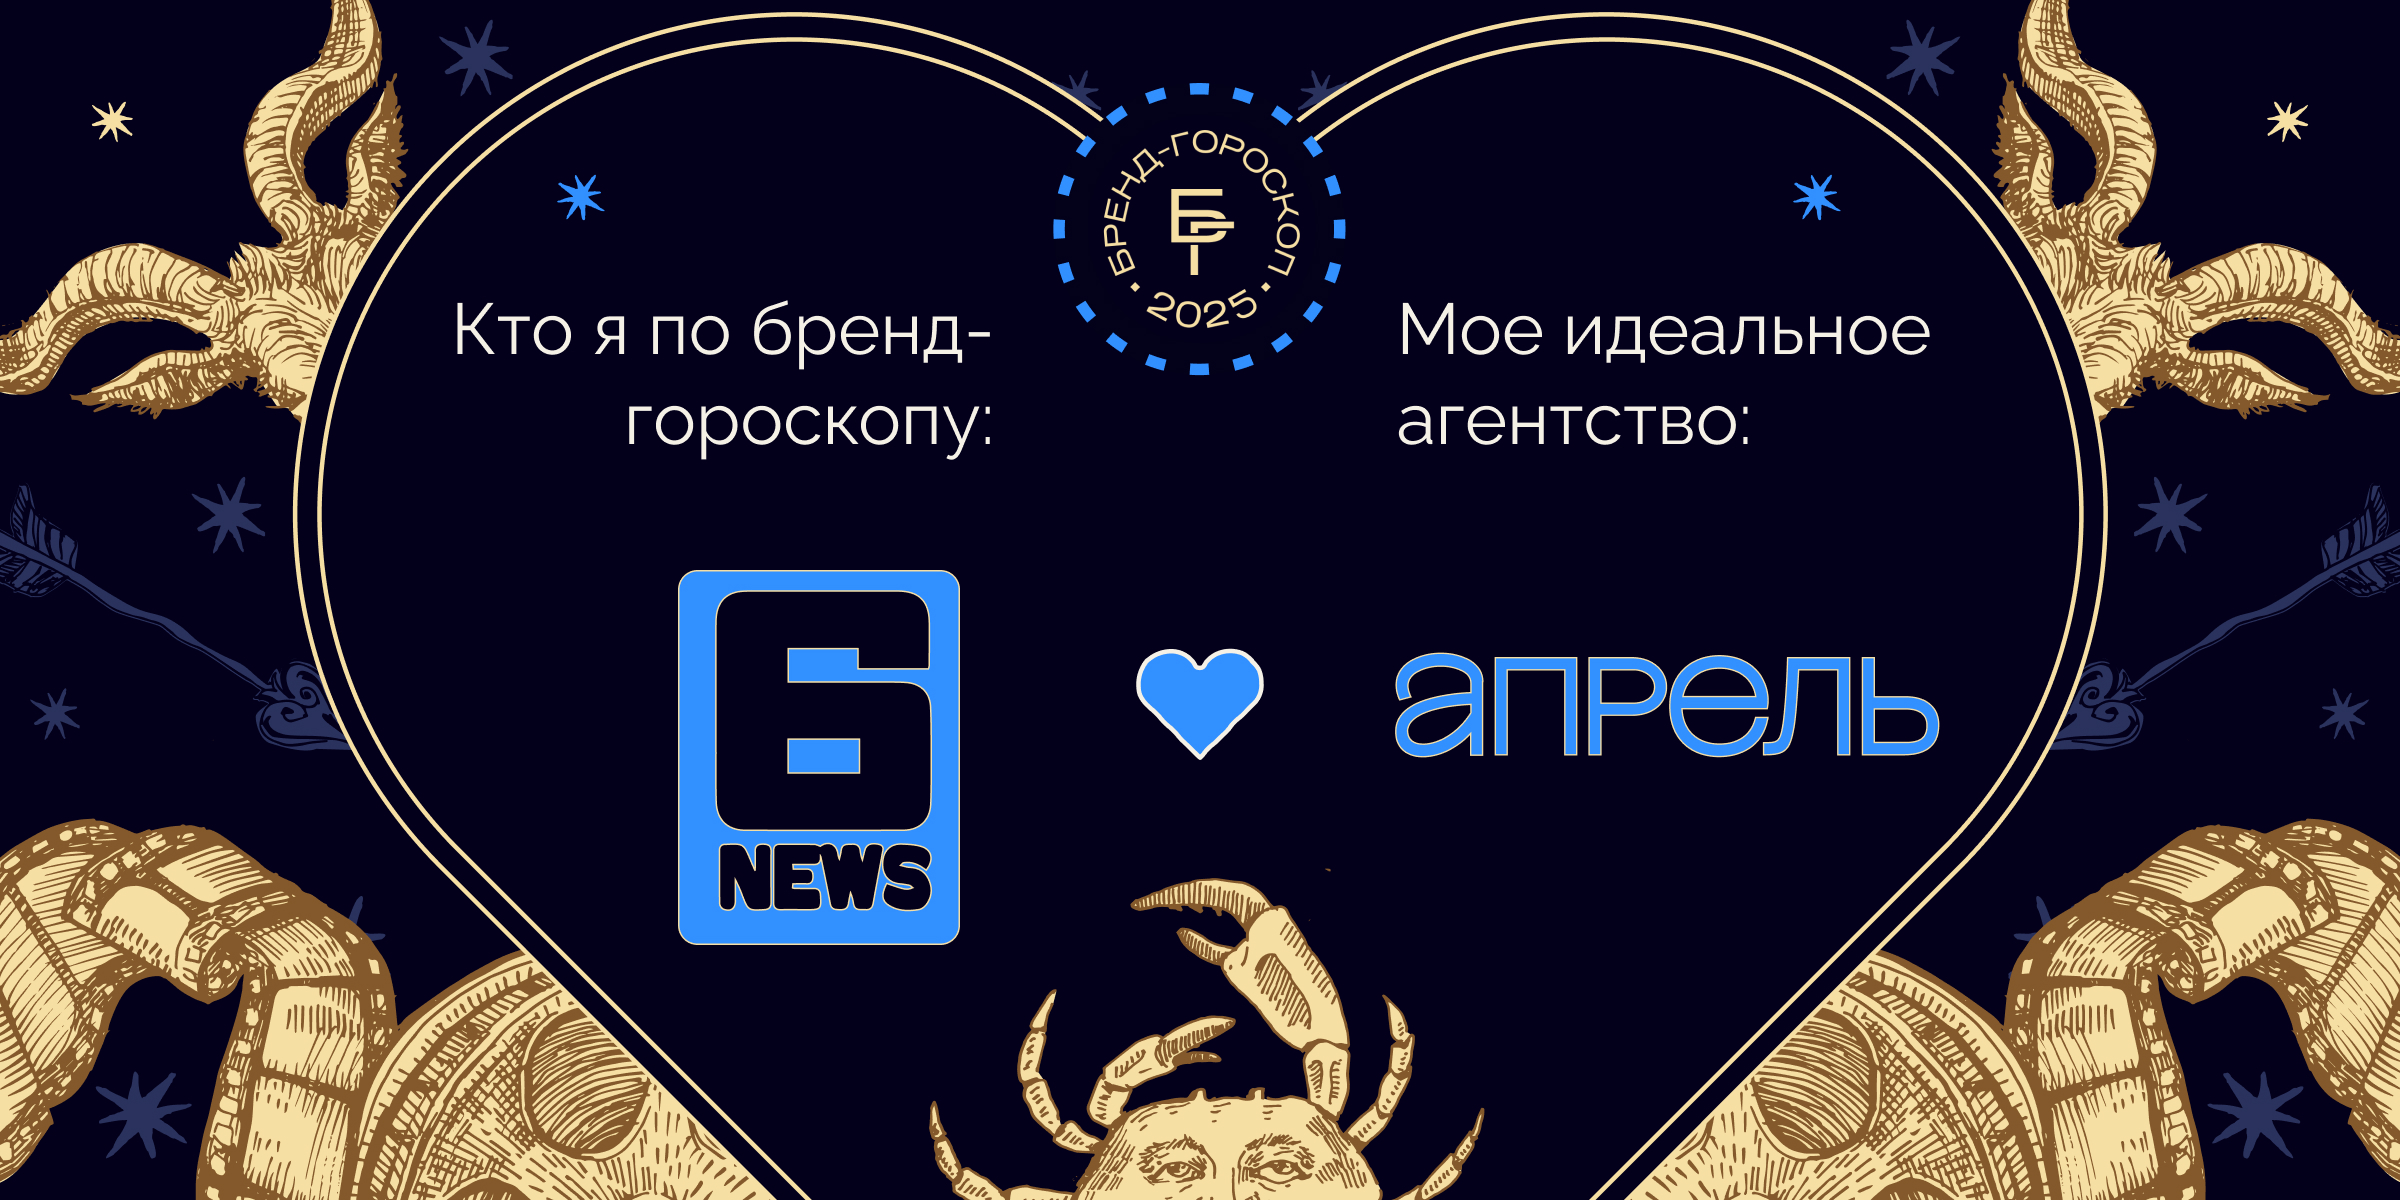 БРЕНД-ГОРОСКОП
БГ
• 2025 •
Кто я по бренд-
гороскопу:
Мое идеальное
агентство:
6
NEWS
апрель